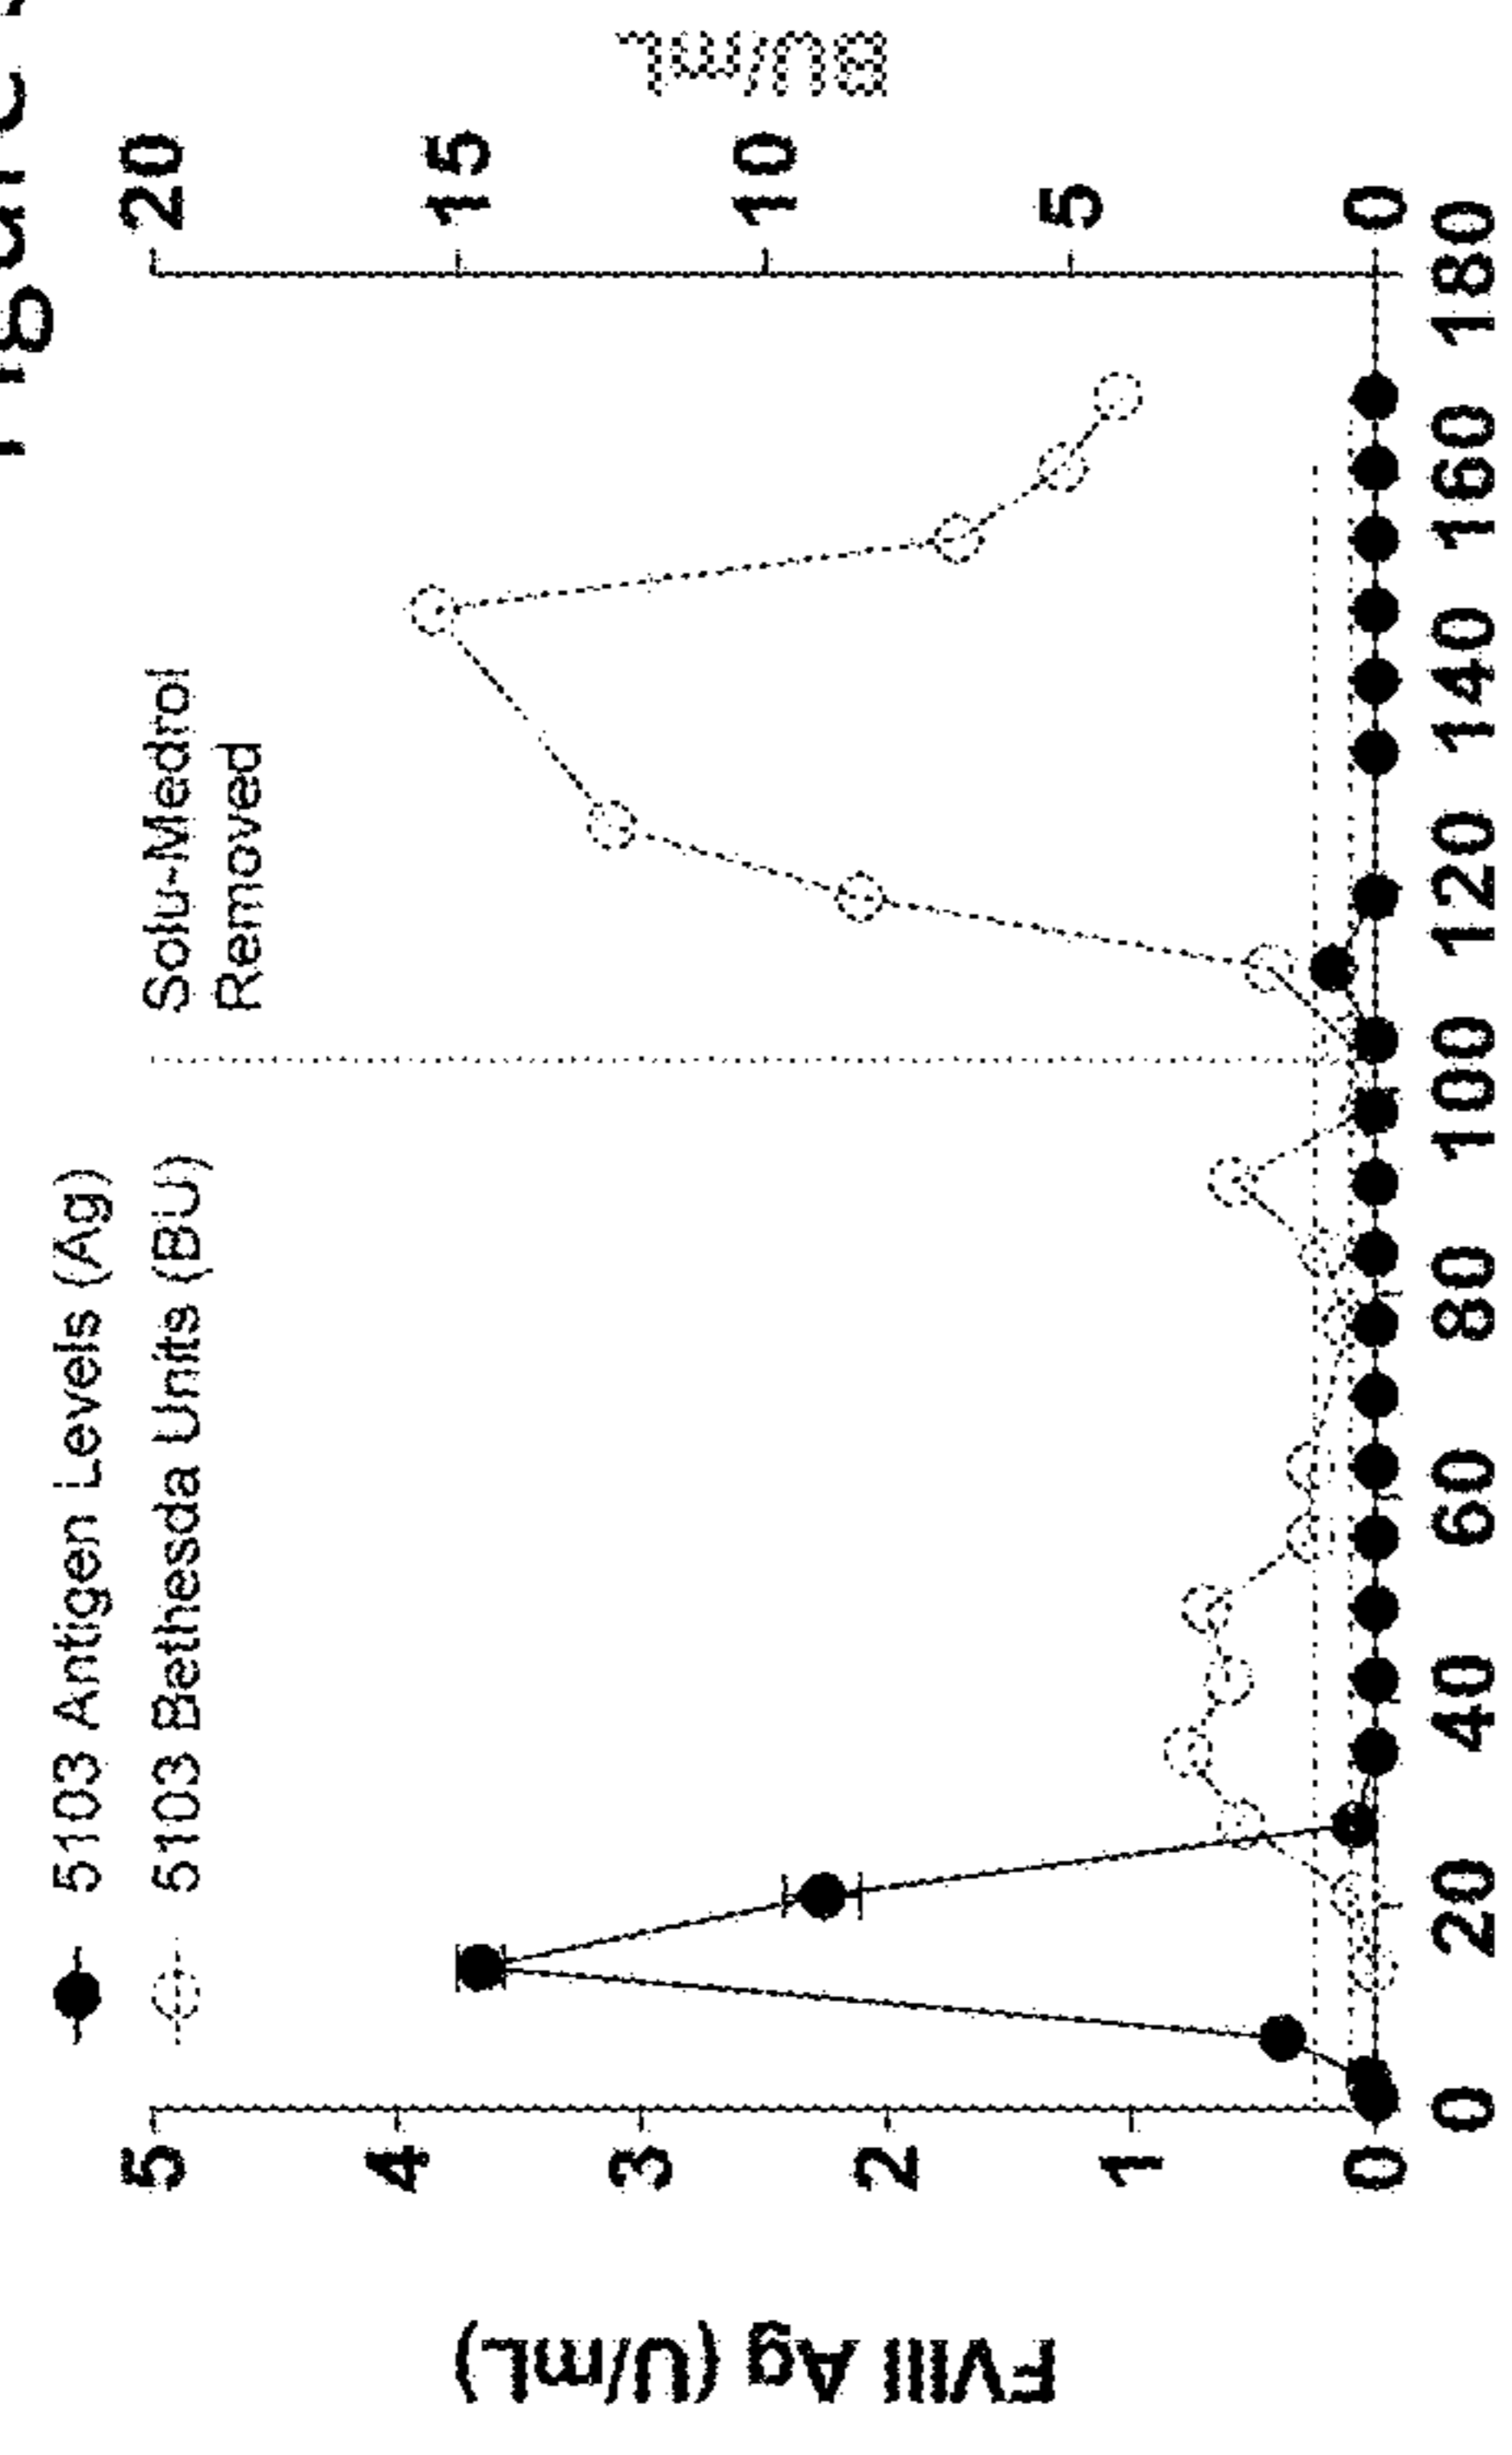 5103 Antigen Levels (Ag)
5103 Bethesda Units (BU)
Solu-Medrol
Removed
FVIII Ag (U/mL)
5
4
3
2
1
0
BU/mL
20
15
10
5
0
0 20 40 60 80 100 120 140 160 180